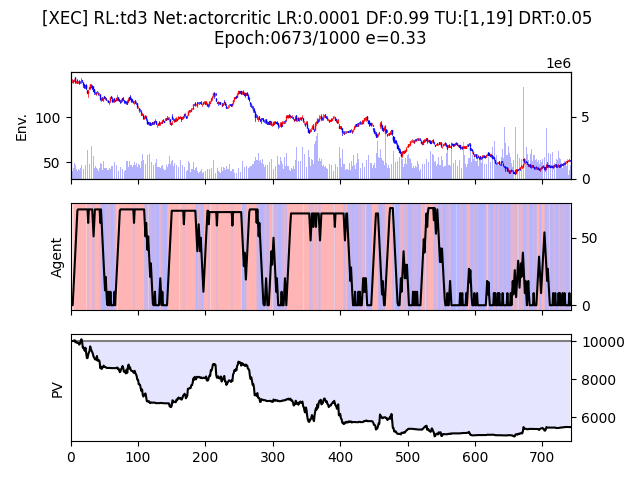 [XEC] RL:td3 Net:actorcritic LR:0.0001 DF:0.99 TU:[1,19] DRT:0.05
Epoch:0673/1000 e=0.33
1e6
Env.
100
50
5
0
Agent
50
0
PV
10000
8000
6000
0 100 200 300 400 500 600 700